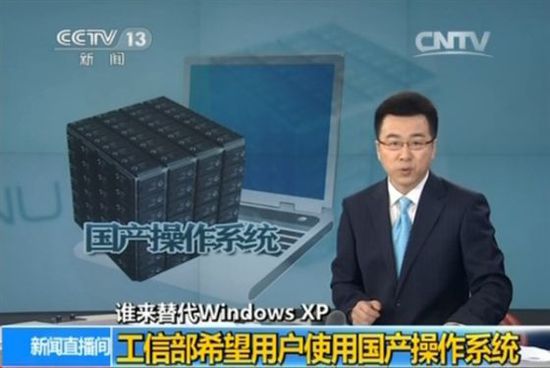 CCTV 13
新闻
CNTV
NU
国产操作系统
谁来替代Windows XP
新闻直播间
工信部希望用户使用国产操作系统